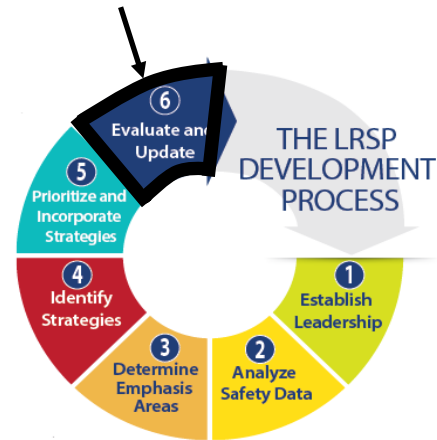 THE LRSP
DEVELOPMENT
PROCESS
1
Establish
Leadership
2
Analyze
Safety Data
3
Determine
Emphasis
Areas
4
Identify
Strategies
5
Prioritize and
Incorporate
Strategies
6
Evaluate and
Update